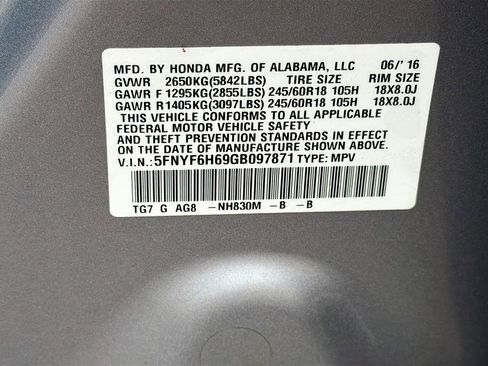 MFD. BY HONDA MFG. OF ALABAMA, LLC 06/'16
GVWR 2650KG(5842LBS) TIRE SIZE RIM SIZE
GAWR F 1295KG(2855LBS) 245/60R18 105H 18X8.0J
GAWR R 1405KG(3097LBS) 245/60R18 105H 18X8.0J
THIS VEHICLE CONFORMS TO ALL APPLICABLE
FEDERAL MOTOR VEHICLE SAFETY
AND THEFT PREVENTION STANDARDS IN EFFECT
ON THE DATE OF MANUFACTURE SHOWN ABOVE.
V.I.N.: 5FNYF6H69GB097871 TYPE: MPV
TG7 G AG8 -NH830M -B -B